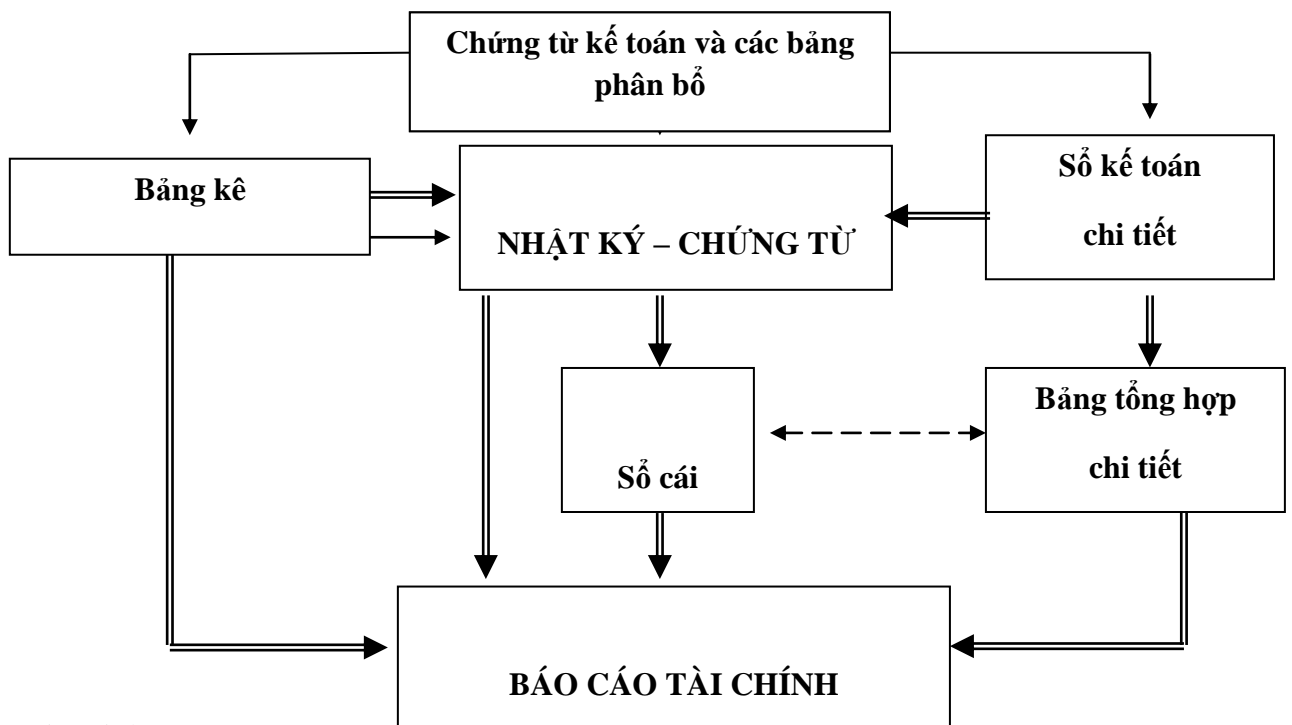 Chứng từ kế toán và các bảng
phân bổ
Bảng kê
NHẬT KÝ – CHỨNG TỪ
Sổ kế toán
chi tiết
Sổ cái
Bảng tổng hợp
chi tiết
BÁO CÁO TÀI CHÍNH